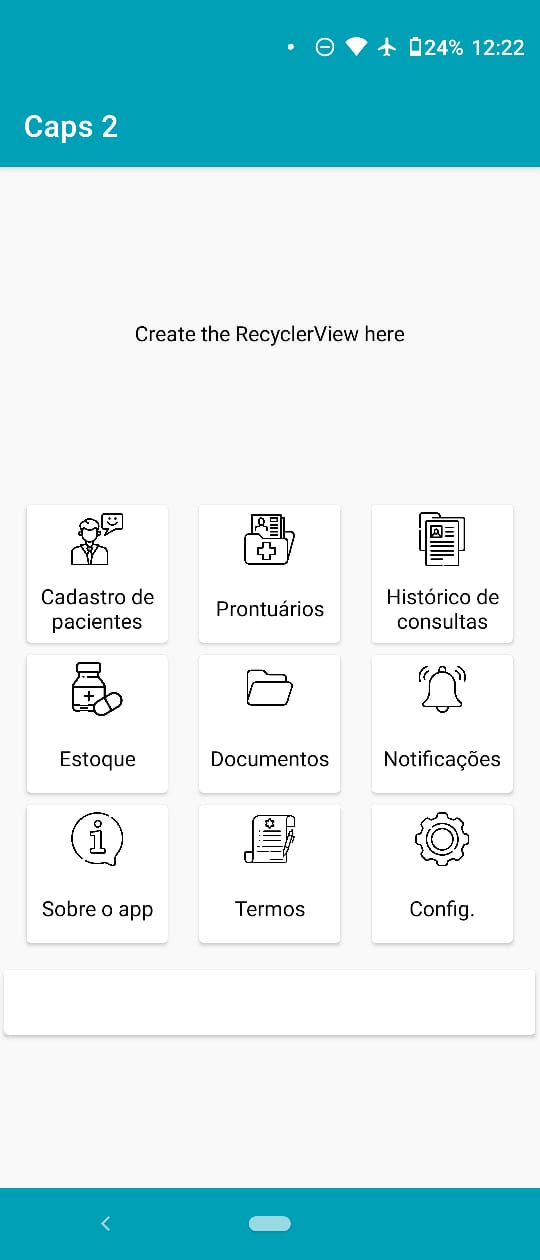 24% 12:22
Caps 2
Create the RecyclerView here
Cadastro de
pacientes
Prontuários
Histórico de
consultas
Estoque
Documentos
Notificações
Sobre o app
Termos
Config.